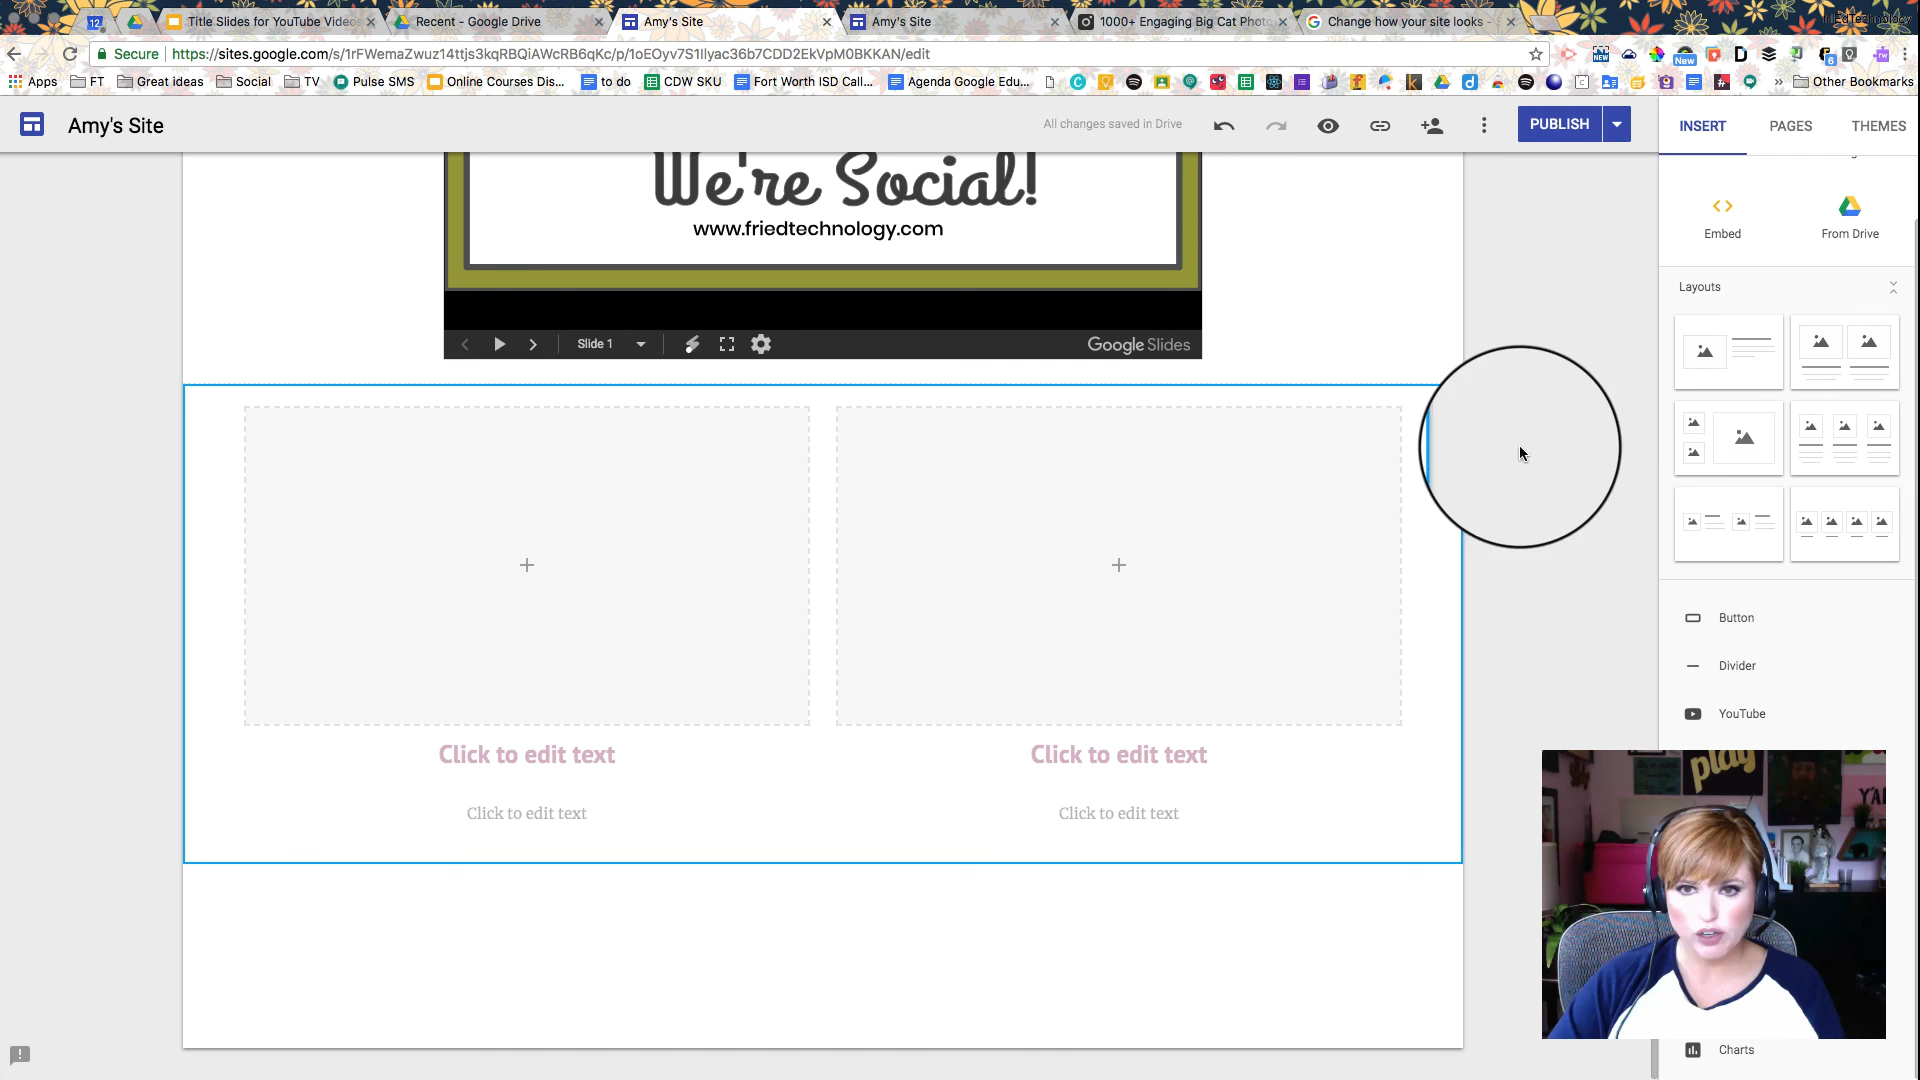 12
Title Slides for YouTube Videos
Recent - Google Drive
Amy's Site
Amy's Site
1000+ Engaging Big Cat Photo
Change how your site looks -
Secure
https://sites.google.com/s/1rFWemaZwuz14ttjs3kqRBQiAWcRB6qKc/p/1oEOyv7S1Ilyac36b7CDD2EkVpM0BKKAN/edit
NEW
New
6
Apps
FT
Great ideas
Social
TV
Pulse SMS
Online Courses Dis...
to do
CDW SKU
Fort Worth ISD Call...
Agenda Google Edu...
Other Bookmarks
Amy's Site
All changes saved in Drive
PUBLISH
INSERT
PAGES
THEMES
We're Social!
www.friedtechnology.com
Slide 1
Google Slides
Embed
From Drive
Layouts
Click to edit text
Click to edit text
Click to edit text
Click to edit text
Button
Divider
YouTube
play
Charts